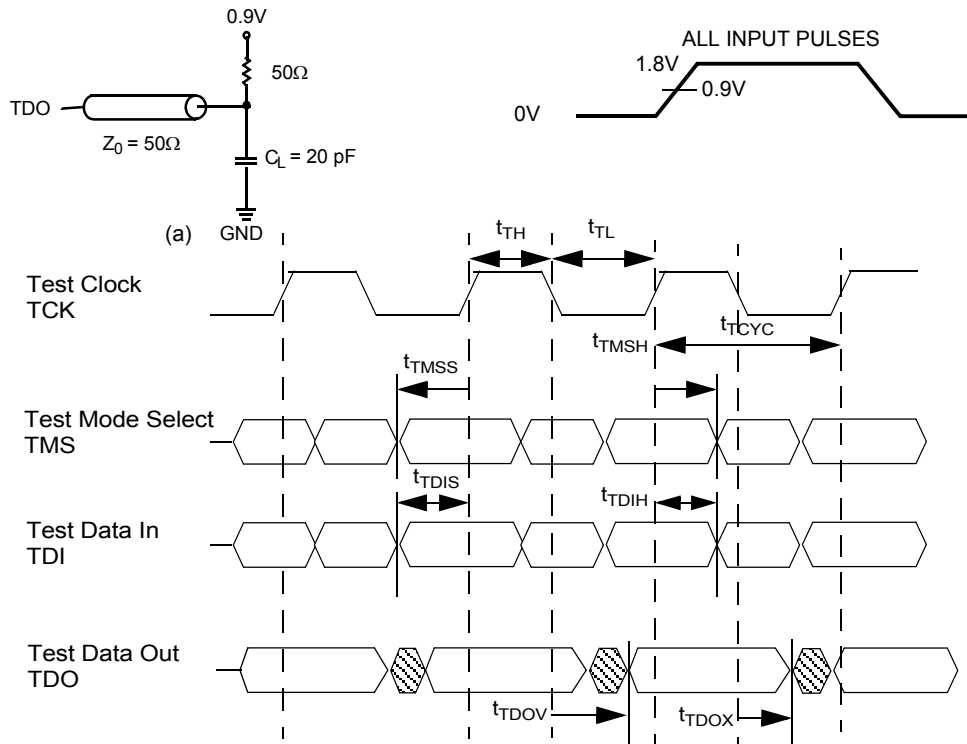 0.9V
50Ω
TDO
Z0 = 50Ω
CL = 20 pF
(a)
GND
ALL INPUT PULSES
1.8V
0.9V
0V
tTH
tTL
Test Clock
TCK
tTCYC
tTMSH
tTMSS
Test Mode Select
TMS
tTDIS
tTDIH
Test Data In
TDI
Test Data Out
TDO
tTDOV
tTDOX